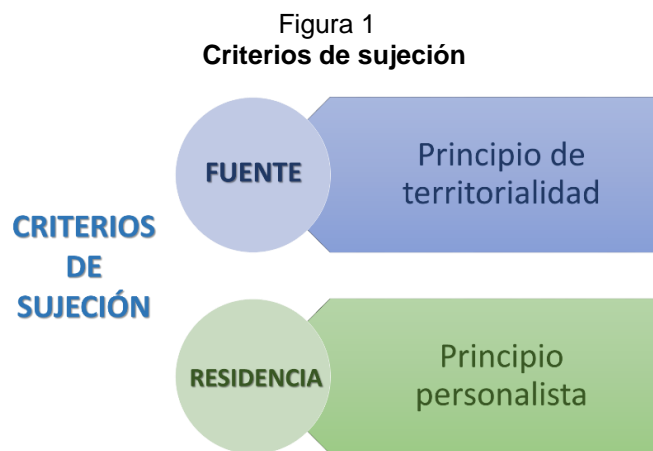 Figura 1
Criterios de sujeción
CRITERIOS
DE
SUJECIÓN
FUENTE
Principio de
territorialidad
RESIDENCIA
Principio
personalista